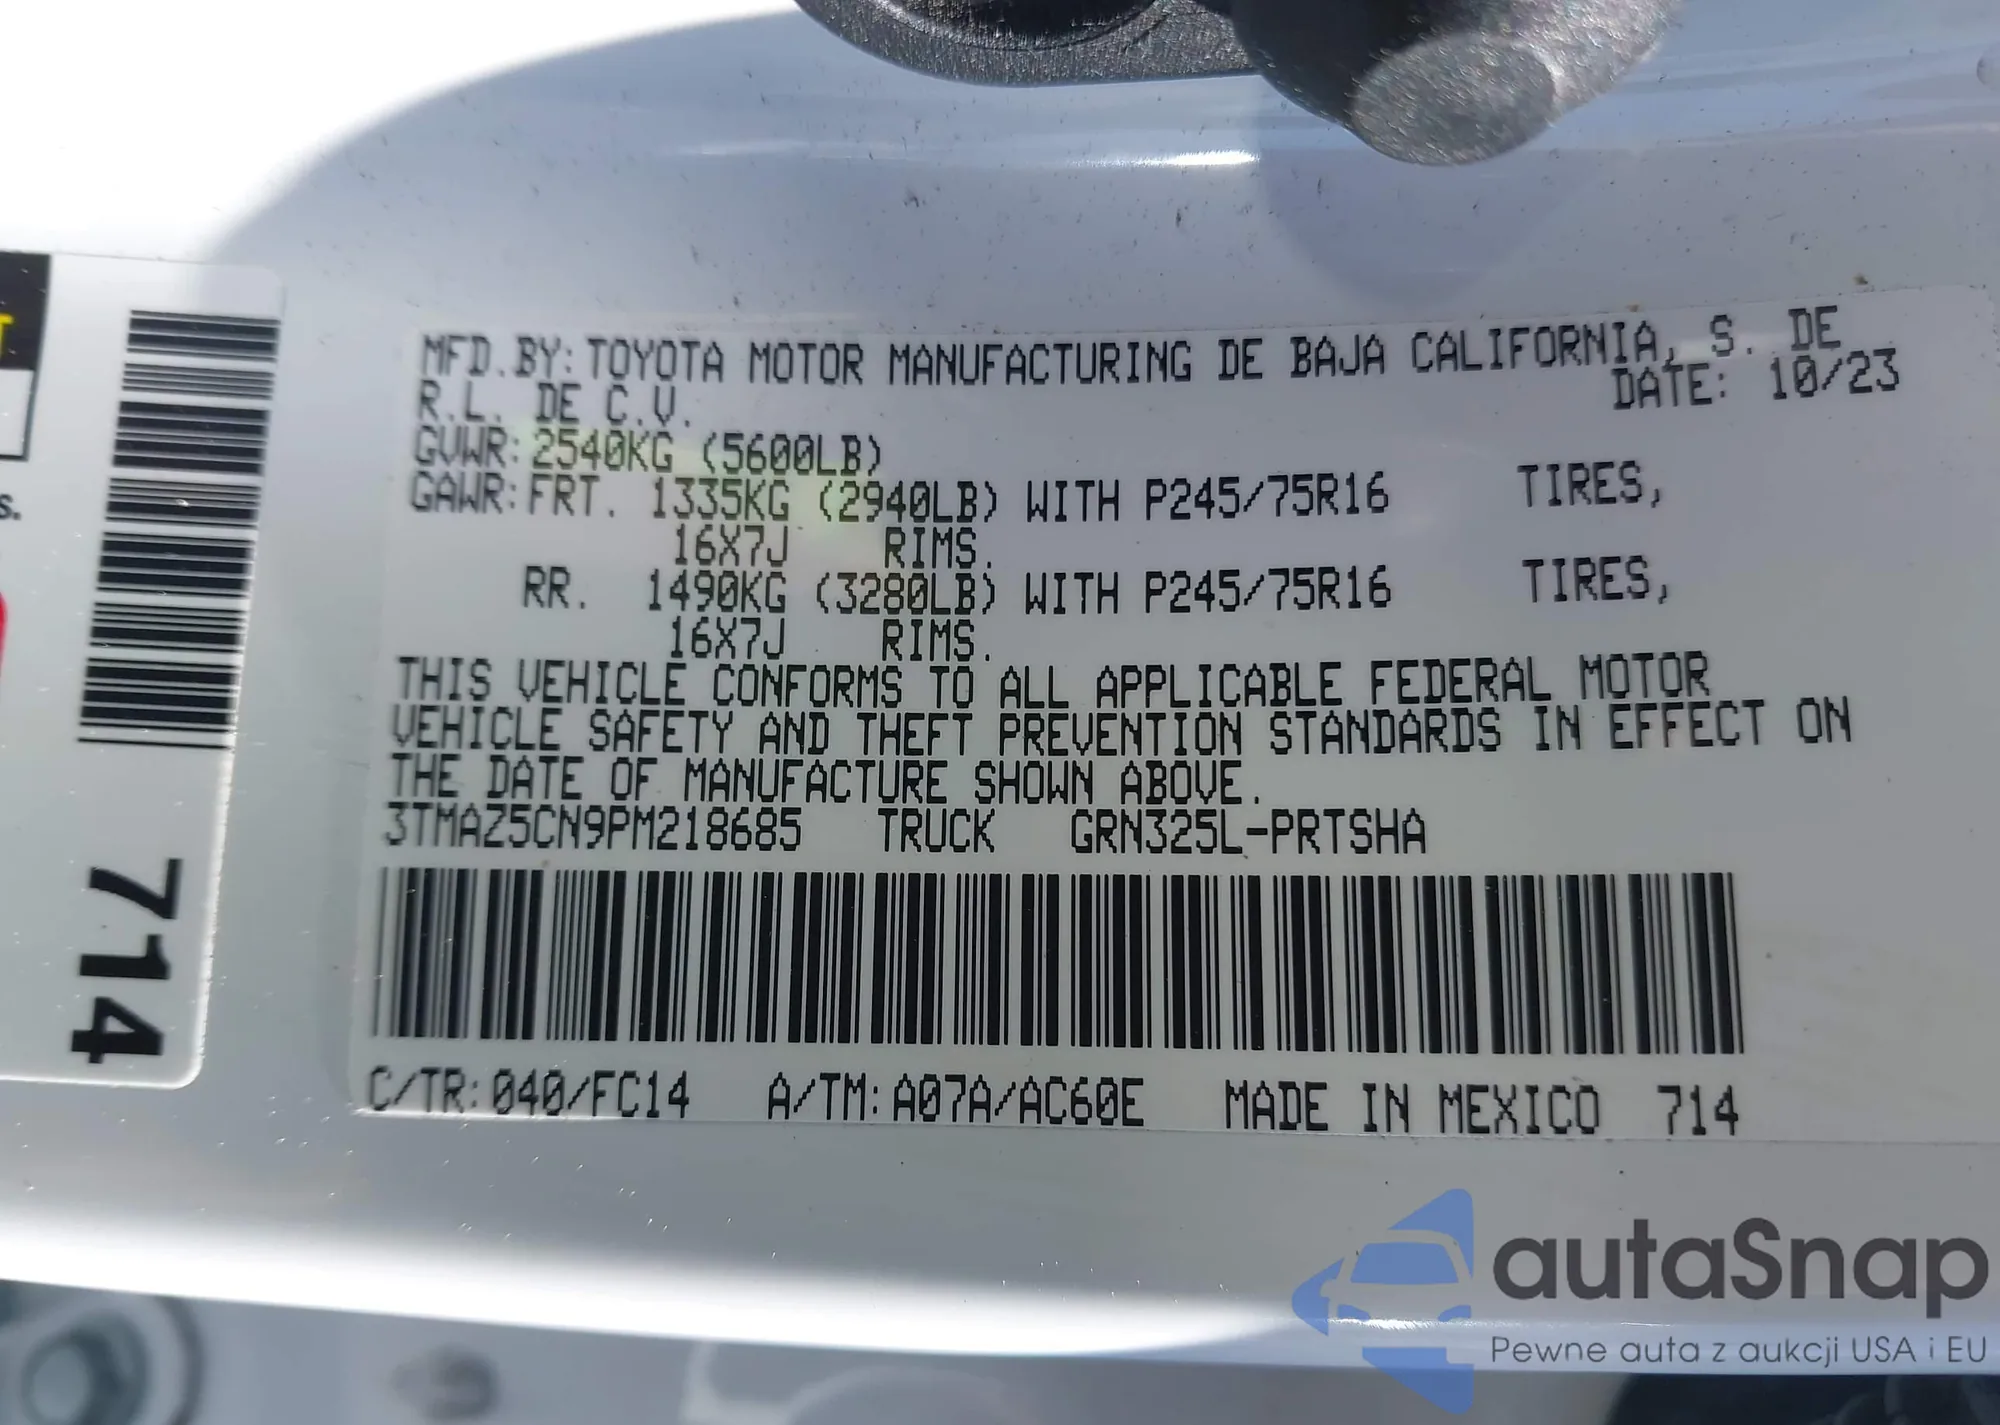 T
s.
714
MFD.BY: TOYOTA MOTOR MANUFACTURING DE BAJA CALIFORNIA, S. DE
R.L. DE C.V. DATE: 10/23
GVWR: 2540KG (5600LB)
GAWR: FRT. 1335KG (2940LB) WITH P245/75R16 TIRES,
16X7J RIMS.
RR. 1490KG (3280LB) WITH P245/75R16 TIRES,
16X7J RIMS.
THIS VEHICLE CONFORMS TO ALL APPLICABLE FEDERAL MOTOR
VEHICLE SAFETY AND THEFT PREVENTION STANDARDS IN EFFECT ON
THE DATE OF MANUFACTURE SHOWN ABOVE.
3TMAZ5CN9PM218685 TRUCK GRN325L-PRTSHA
C/TR: 040/FC14 A/TM: A07A/AC60E MADE IN MEXICO 714
autaSnap
Pewne auta z aukcji USA i EU